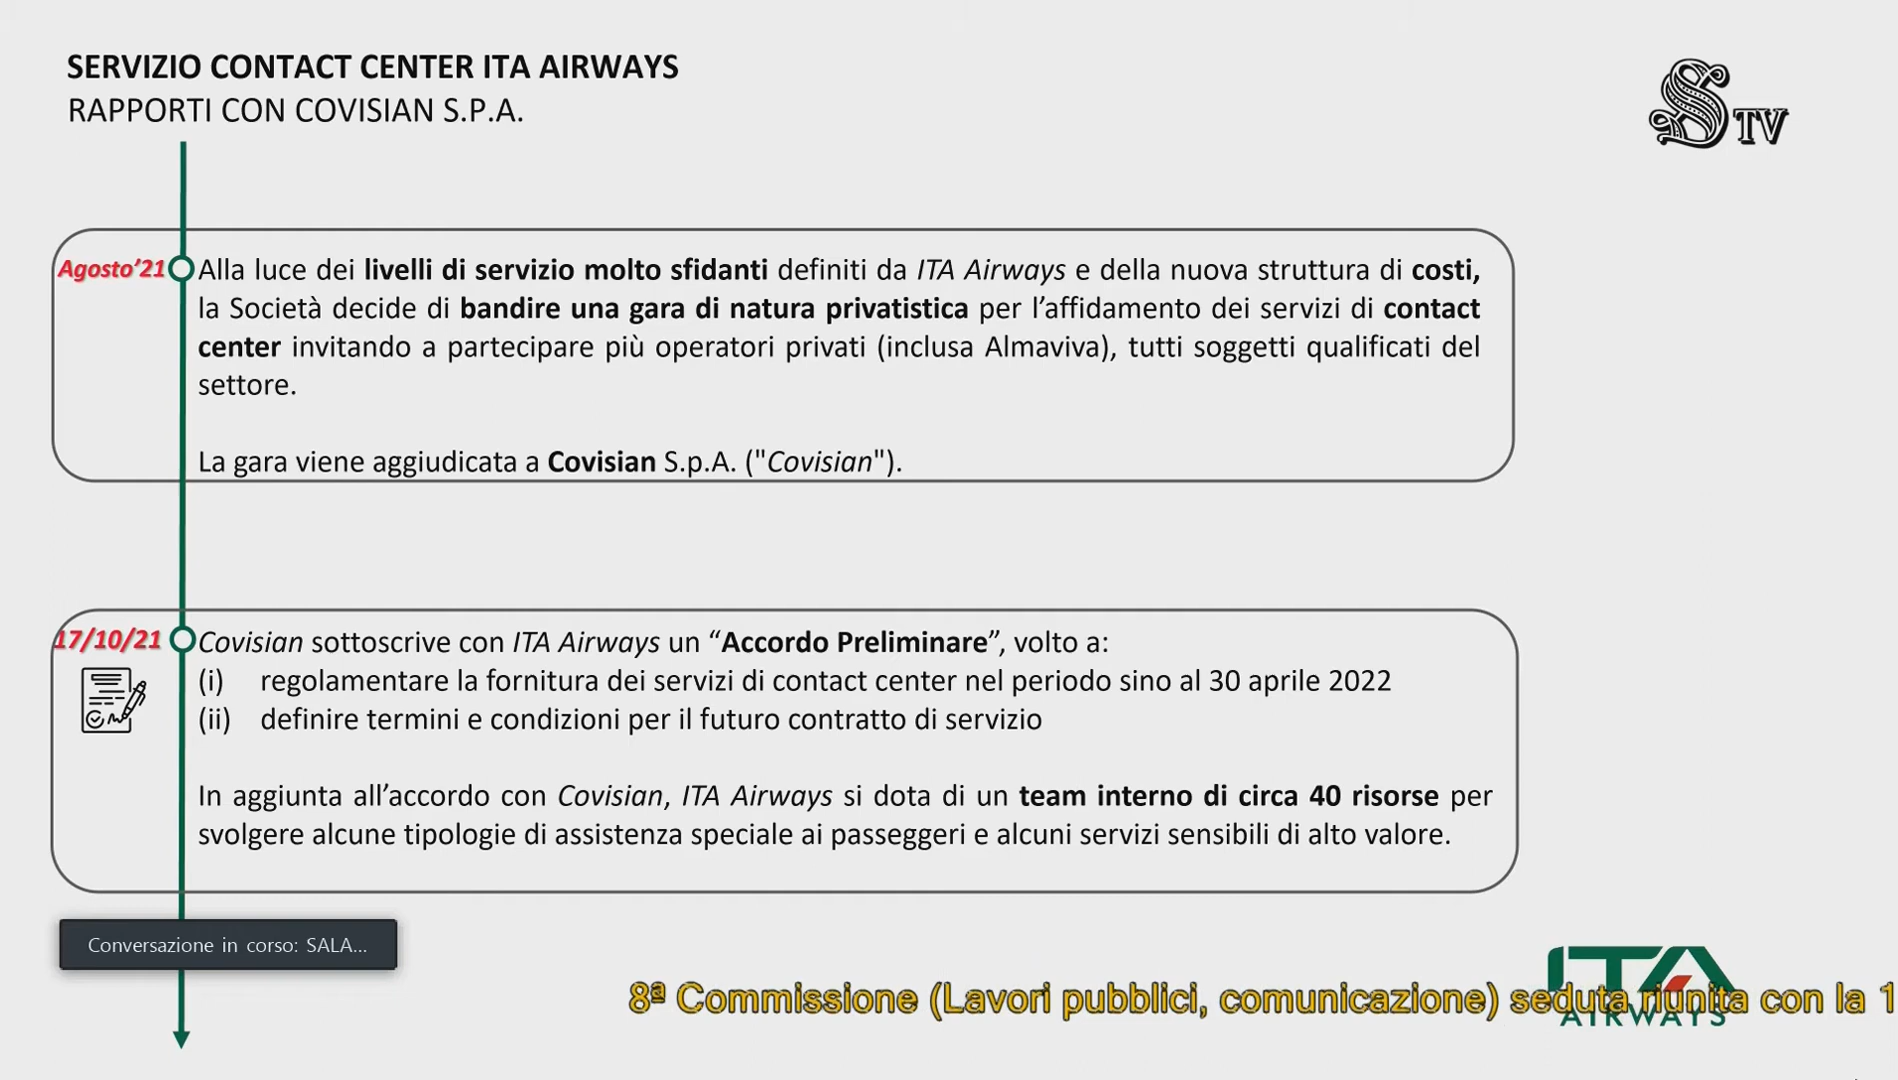 SERVIZIO CONTACT CENTER ITA AIRWAYS
RAPPORTI CON COVISIAN S.P.A.
S TV
Agosto'21
Alla luce dei livelli di servizio molto sfidanti definiti da ITA Airways e della nuova struttura di costi,
la Società decide di bandire una gara di natura privatistica per l’affidamento dei servizi di contact
center invitando a partecipare più operatori privati (inclusa Almaviva), tutti soggetti qualificati del
settore.
La gara viene aggiudicata a Covisian S.p.A. ("Covisian").
17/10/21
Covisian sottoscrive con ITA Airways un “Accordo Preliminare”, volto a:
(i) regolamentare la fornitura dei servizi di contact center nel periodo sino al 30 aprile 2022
(ii) definire termini e condizioni per il futuro contratto di servizio
In aggiunta all’accordo con Covisian, ITA Airways si dota di un team interno di circa 40 risorse per
svolgere alcune tipologie di assistenza speciale ai passeggeri e alcuni servizi sensibili di alto valore.
Conversazione in corso: SALA...
ITA
AIRWAYS
8ª Commissione (Lavori pubblici, comunicazione) seduta riunita con la 1